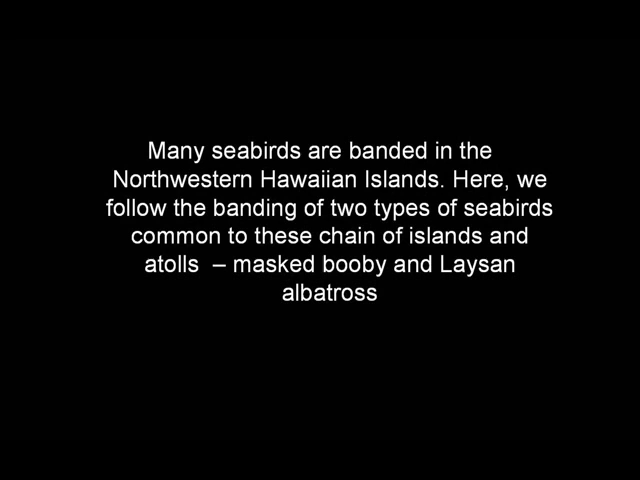 Many seabirds are banded in the
Northwestern Hawaiian Islands. Here, we
follow the banding of two types of seabirds
common to these chain of islands and
atolls  – masked booby and Laysan
albatross